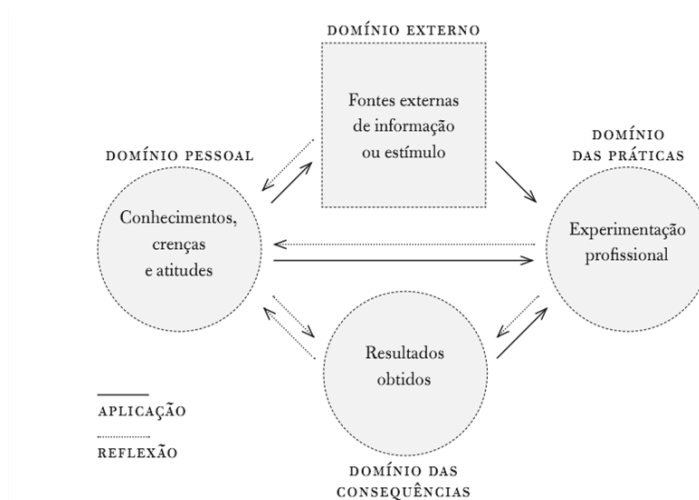 DOMÍNIO EXTERNO
Fontes externas
de informação
ou estímulo
DOMÍNIO PESSOAL
Conhecimentos,
crenças
e atitudes
DOMÍNIO
DAS PRÁTICAS
Experimentação
profissional
Resultados
obtidos
DOMÍNIO DAS
CONSEQUÊNCIAS
APLICAÇÃO
REFLEXÃO